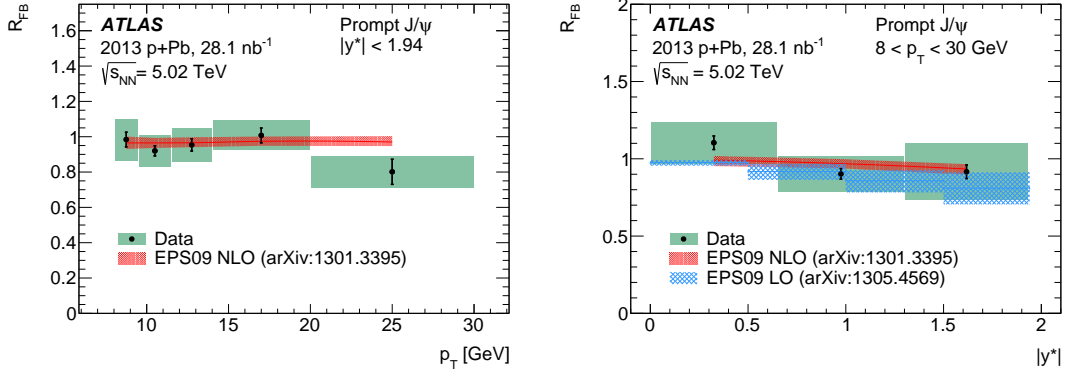 R_FB
1.6
1.4
1.2
1
0.8
0.6
0.4
0.2
0
ATLAS
2013 p+Pb, 28.1 nb⁻¹
√s_NN = 5.02 TeV
Prompt J/ψ
|y*| < 1.94
Data
EPS09 NLO (arXiv:1301.3395)
10 15 20 25 30
p_T [GeV]
R_FB
2
1.5
1
0.5
0
ATLAS
2013 p+Pb, 28.1 nb⁻¹
√s_NN = 5.02 TeV
Prompt J/ψ
8 < p_T < 30 GeV
Data
EPS09 NLO (arXiv:1301.3395)
EPS09 LO (arXiv:1305.4569)
0 0.5 1 1.5 2
|y*|